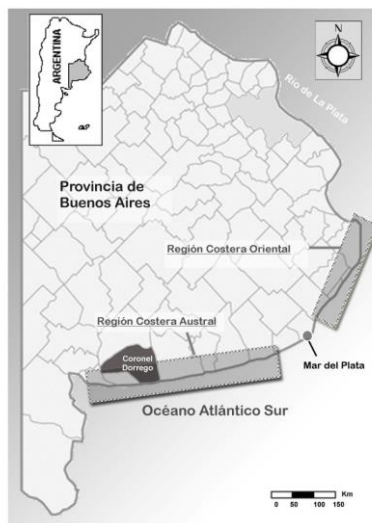 ARGENTINA
N
Río de La Plata
Provincia de
Buenos Aires
Región Costera Oriental
Región Costera Austral
Coronel
Dorrego
Mar del Plata
Océano Atlántico Sur
Km
0 50 100 150